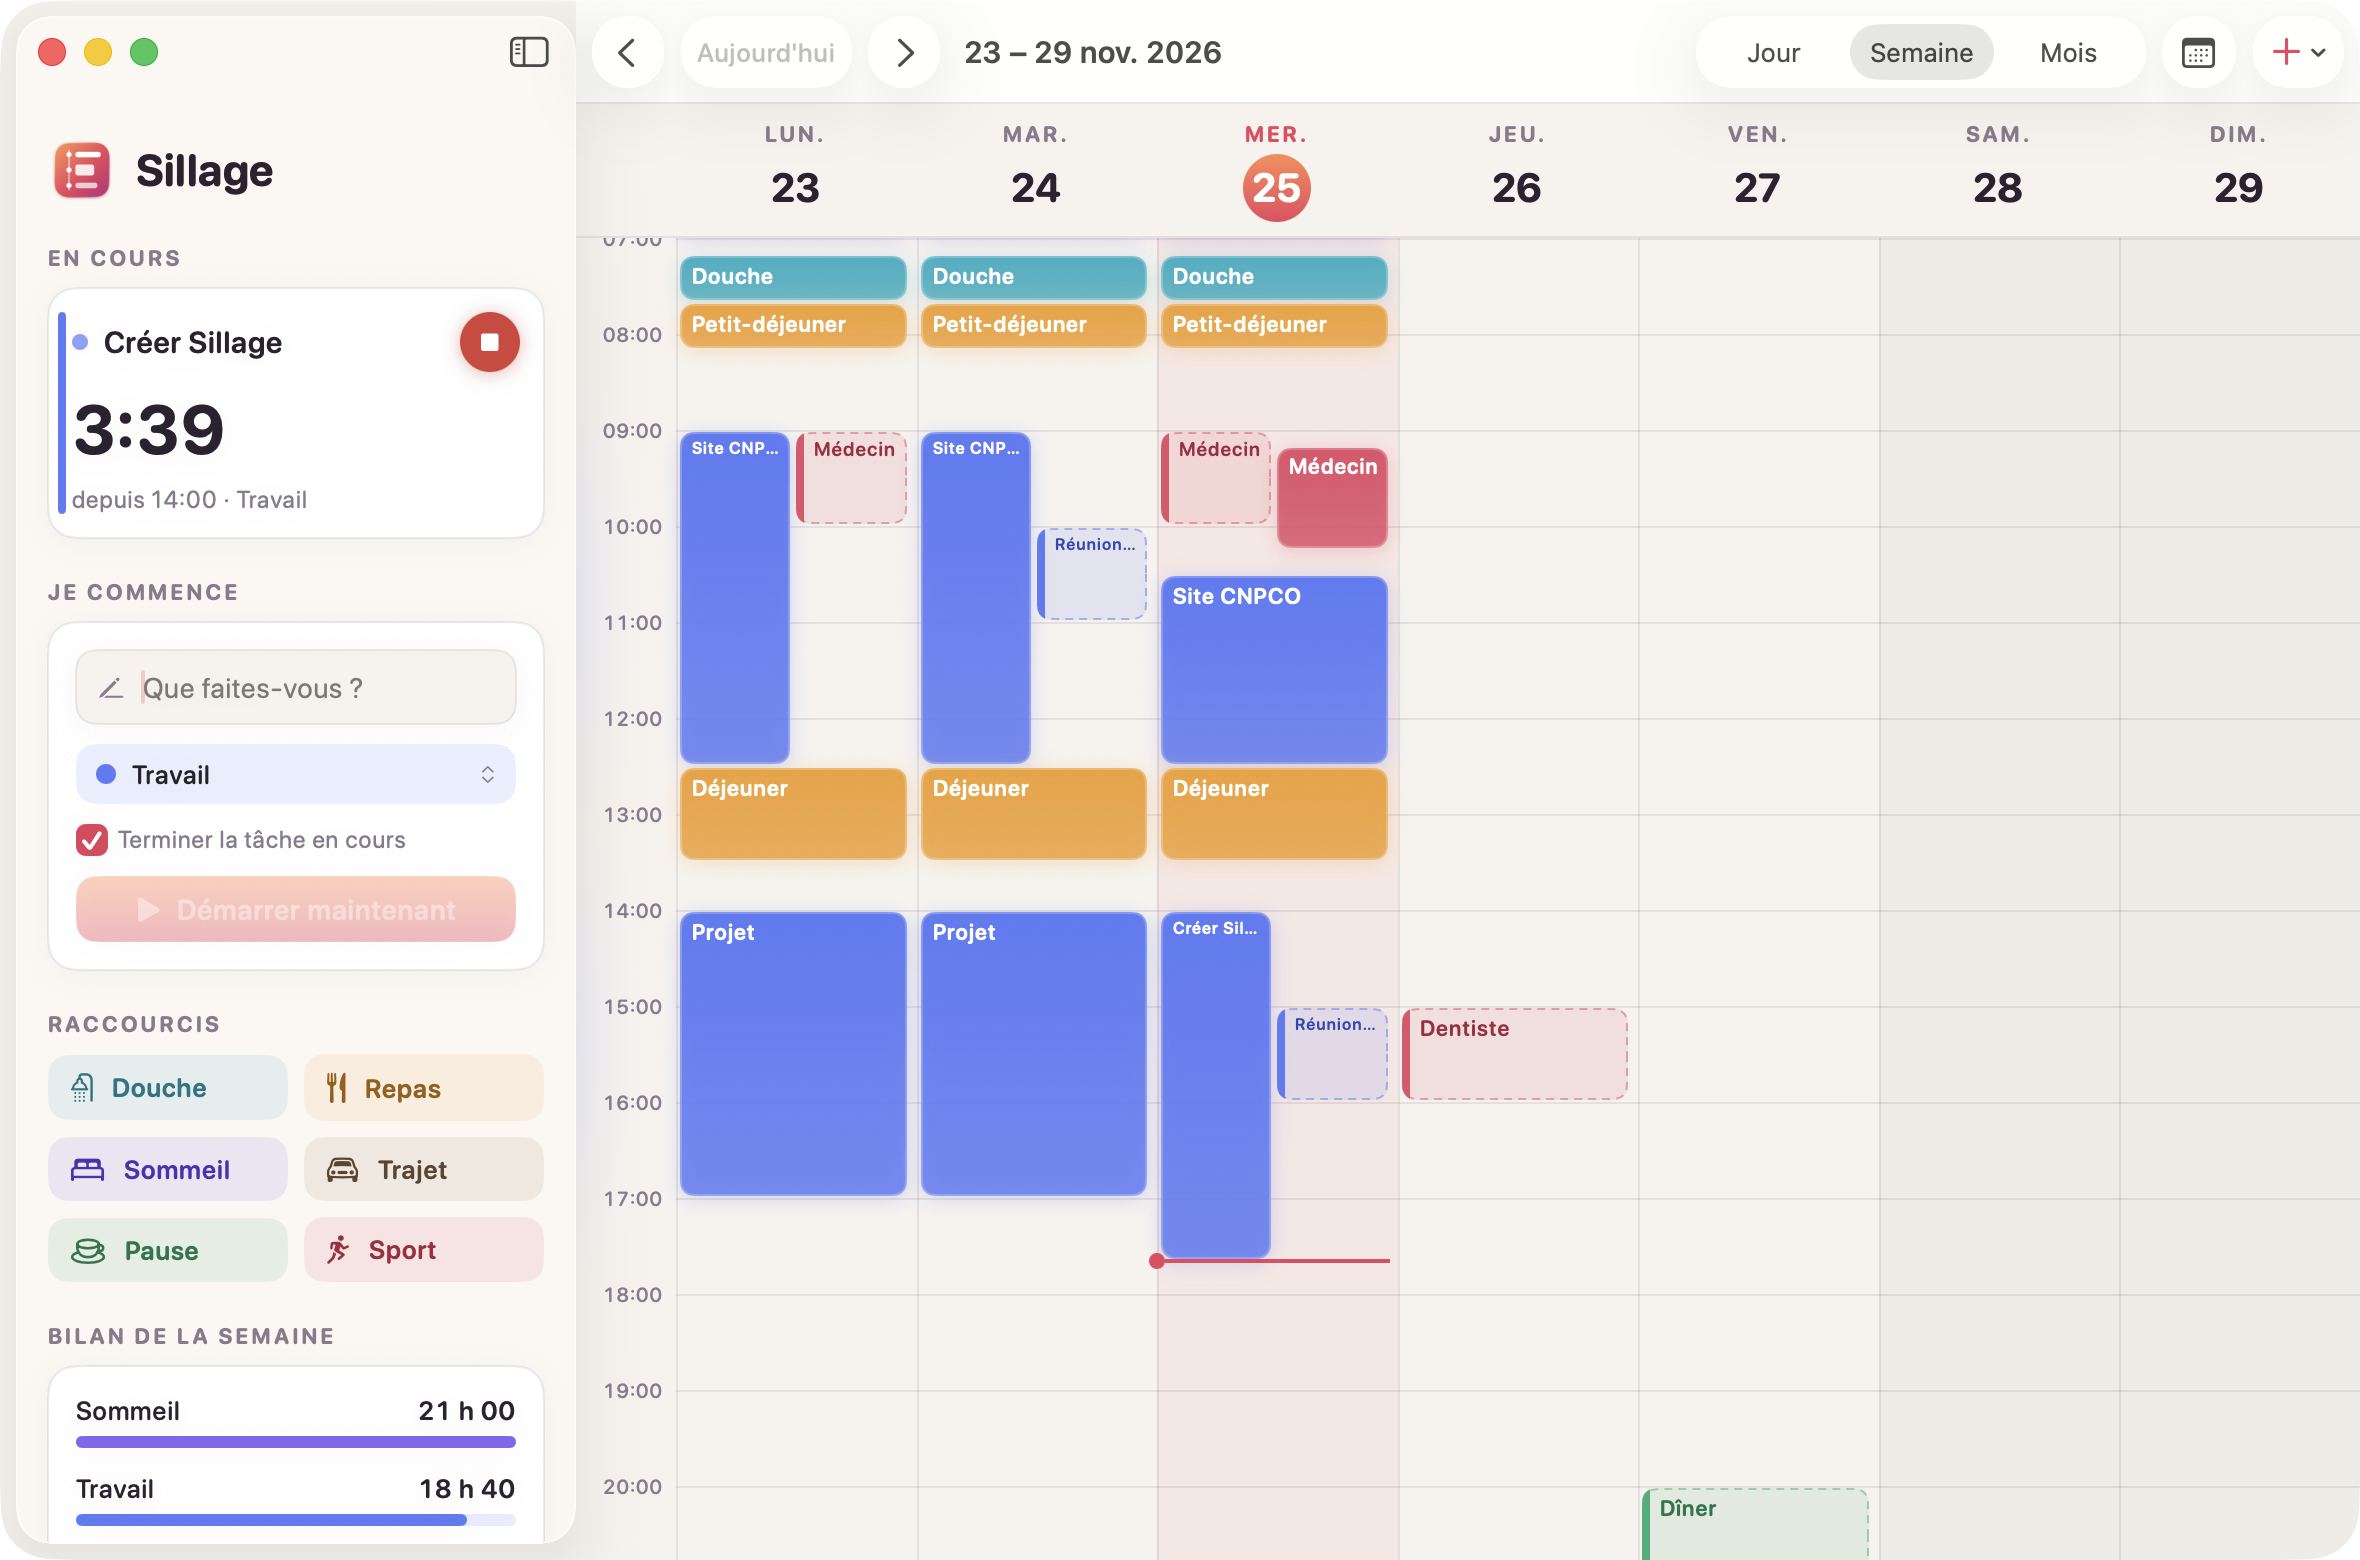 Aujourd'hui
23 – 29 nov. 2026
Jour
Semaine
Mois
Sillage
EN COURS
Créer Sillage
3:39
depuis 14:00 · Travail
JE COMMENCE
Que faites-vous ?
Travail
Terminer la tâche en cours
Démarrer maintenant
RACCOURCIS
Douche
Repas
Sommeil
Trajet
Pause
Sport
BILAN DE LA SEMAINE
Sommeil 21 h 00
Travail 18 h 40
LUN. MAR. MER. JEU. VEN. SAM. DIM.
23 24 25 26 27 28 29
07:00
Douche Douche Douche
Petit-déjeuner Petit-déjeuner Petit-déjeuner
08:00
09:00
Site CNP... Médecin Site CNP... Médecin Médecin
10:00
Réunion...
Site CNPCO
11:00
12:00
Déjeuner Déjeuner Déjeuner
13:00
14:00
Projet Projet Créer Sil...
15:00
Réunion... Dentiste
16:00
17:00
18:00
19:00
20:00
Dîner